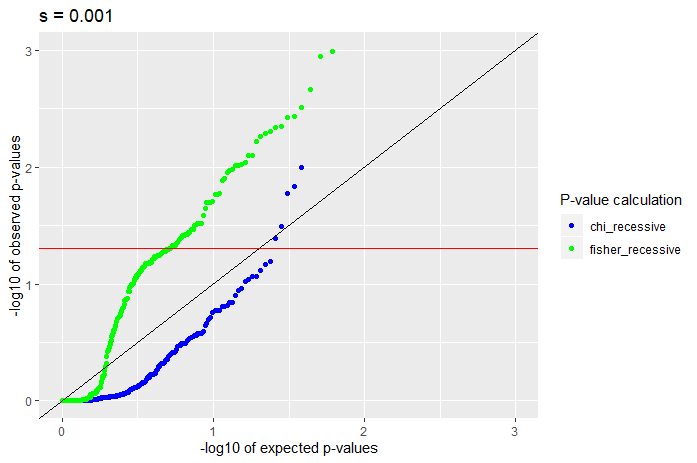 s = 0.001
3
2
1
0
-log10 of observed p-values
0
1
2
3
-log10 of expected p-values
P-value calculation
chi_recessive
fisher_recessive